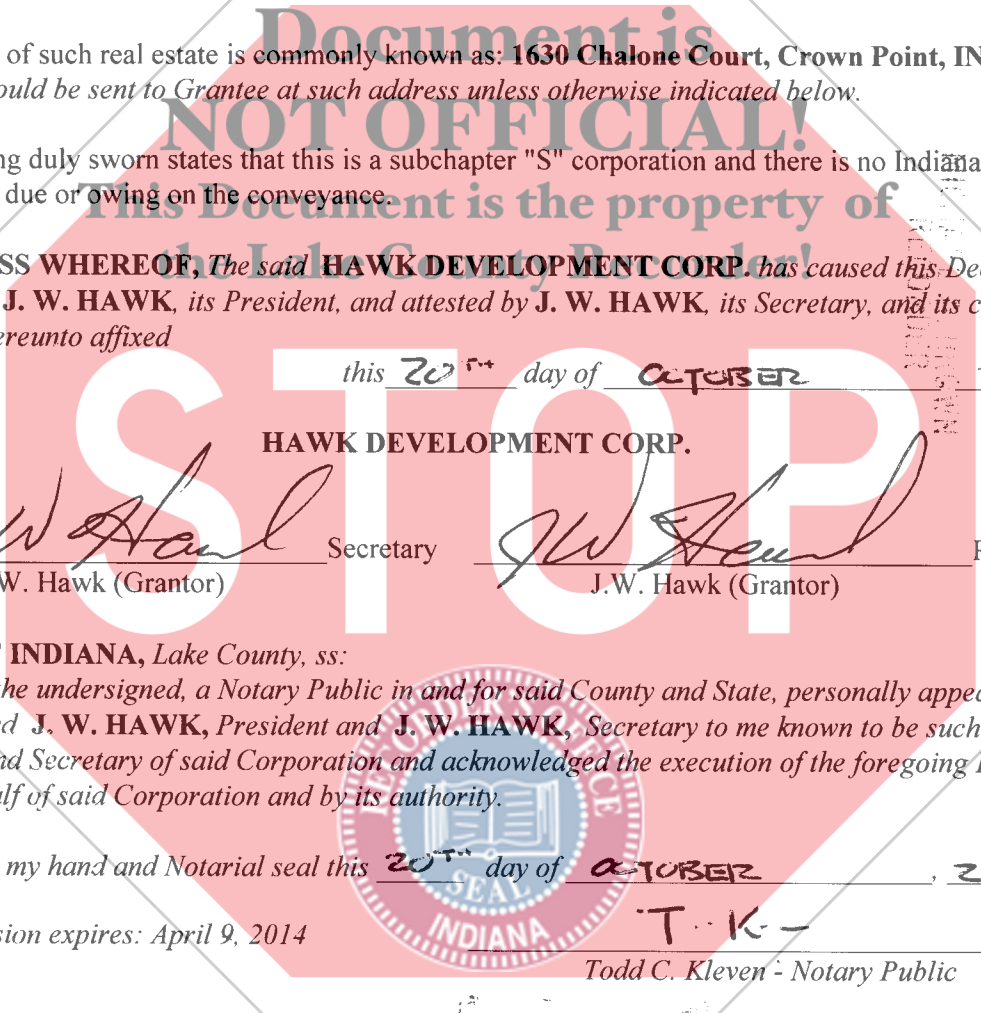 Document is
of such real estate is commonly known as: 1630 Chalone Court, Crown Point, IN
ould be sent to Grantee at such address unless otherwise indicated below.
NOT OFFICIAL!
ng duly sworn states that this is a subchapter "S" corporation and there is no Indiana
due or owing on the conveyance.
This Document is the property of
the Lake County Recorder!
SS WHEREOF, The said HAWK DEVELOPMENT CORP. has caused this De
J. W. HAWK, its President, and attested by J. W. HAWK, its Secretary, and its c
ereunto affixed
this 20TH day of OCTOBER
STOP
HAWK DEVELOPMENT CORP.
W Hawk Secretary JW Hawk
W. Hawk (Grantor) J.W. Hawk (Grantor)
INDIANA, Lake County, ss:
he undersigned, a Notary Public in and for said County and State, personally appe
d J. W. HAWK, President and J. W. HAWK, Secretary to me known to be such
nd Secretary of said Corporation and acknowledged the execution of the foregoing
lf of said Corporation and by its authority.
RECORDER'S OFFICE
my hand and Notarial seal this 20TH day of OCTOBER , 2
SEAL
INDIANA
sion expires: April 9, 2014
T. K
Todd C. Kleven - Notary Public